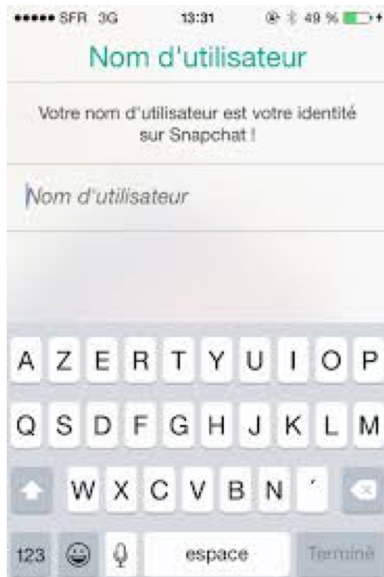 SFR 3G 13:31 49 %
Nom d'utilisateur
Votre nom d'utilisateur est votre identité
sur Snapchat !
Nom d'utilisateur
A Z E R T Y U I O P
Q S D F G H J K L M
W X C V B N ´
123 espace Terminé